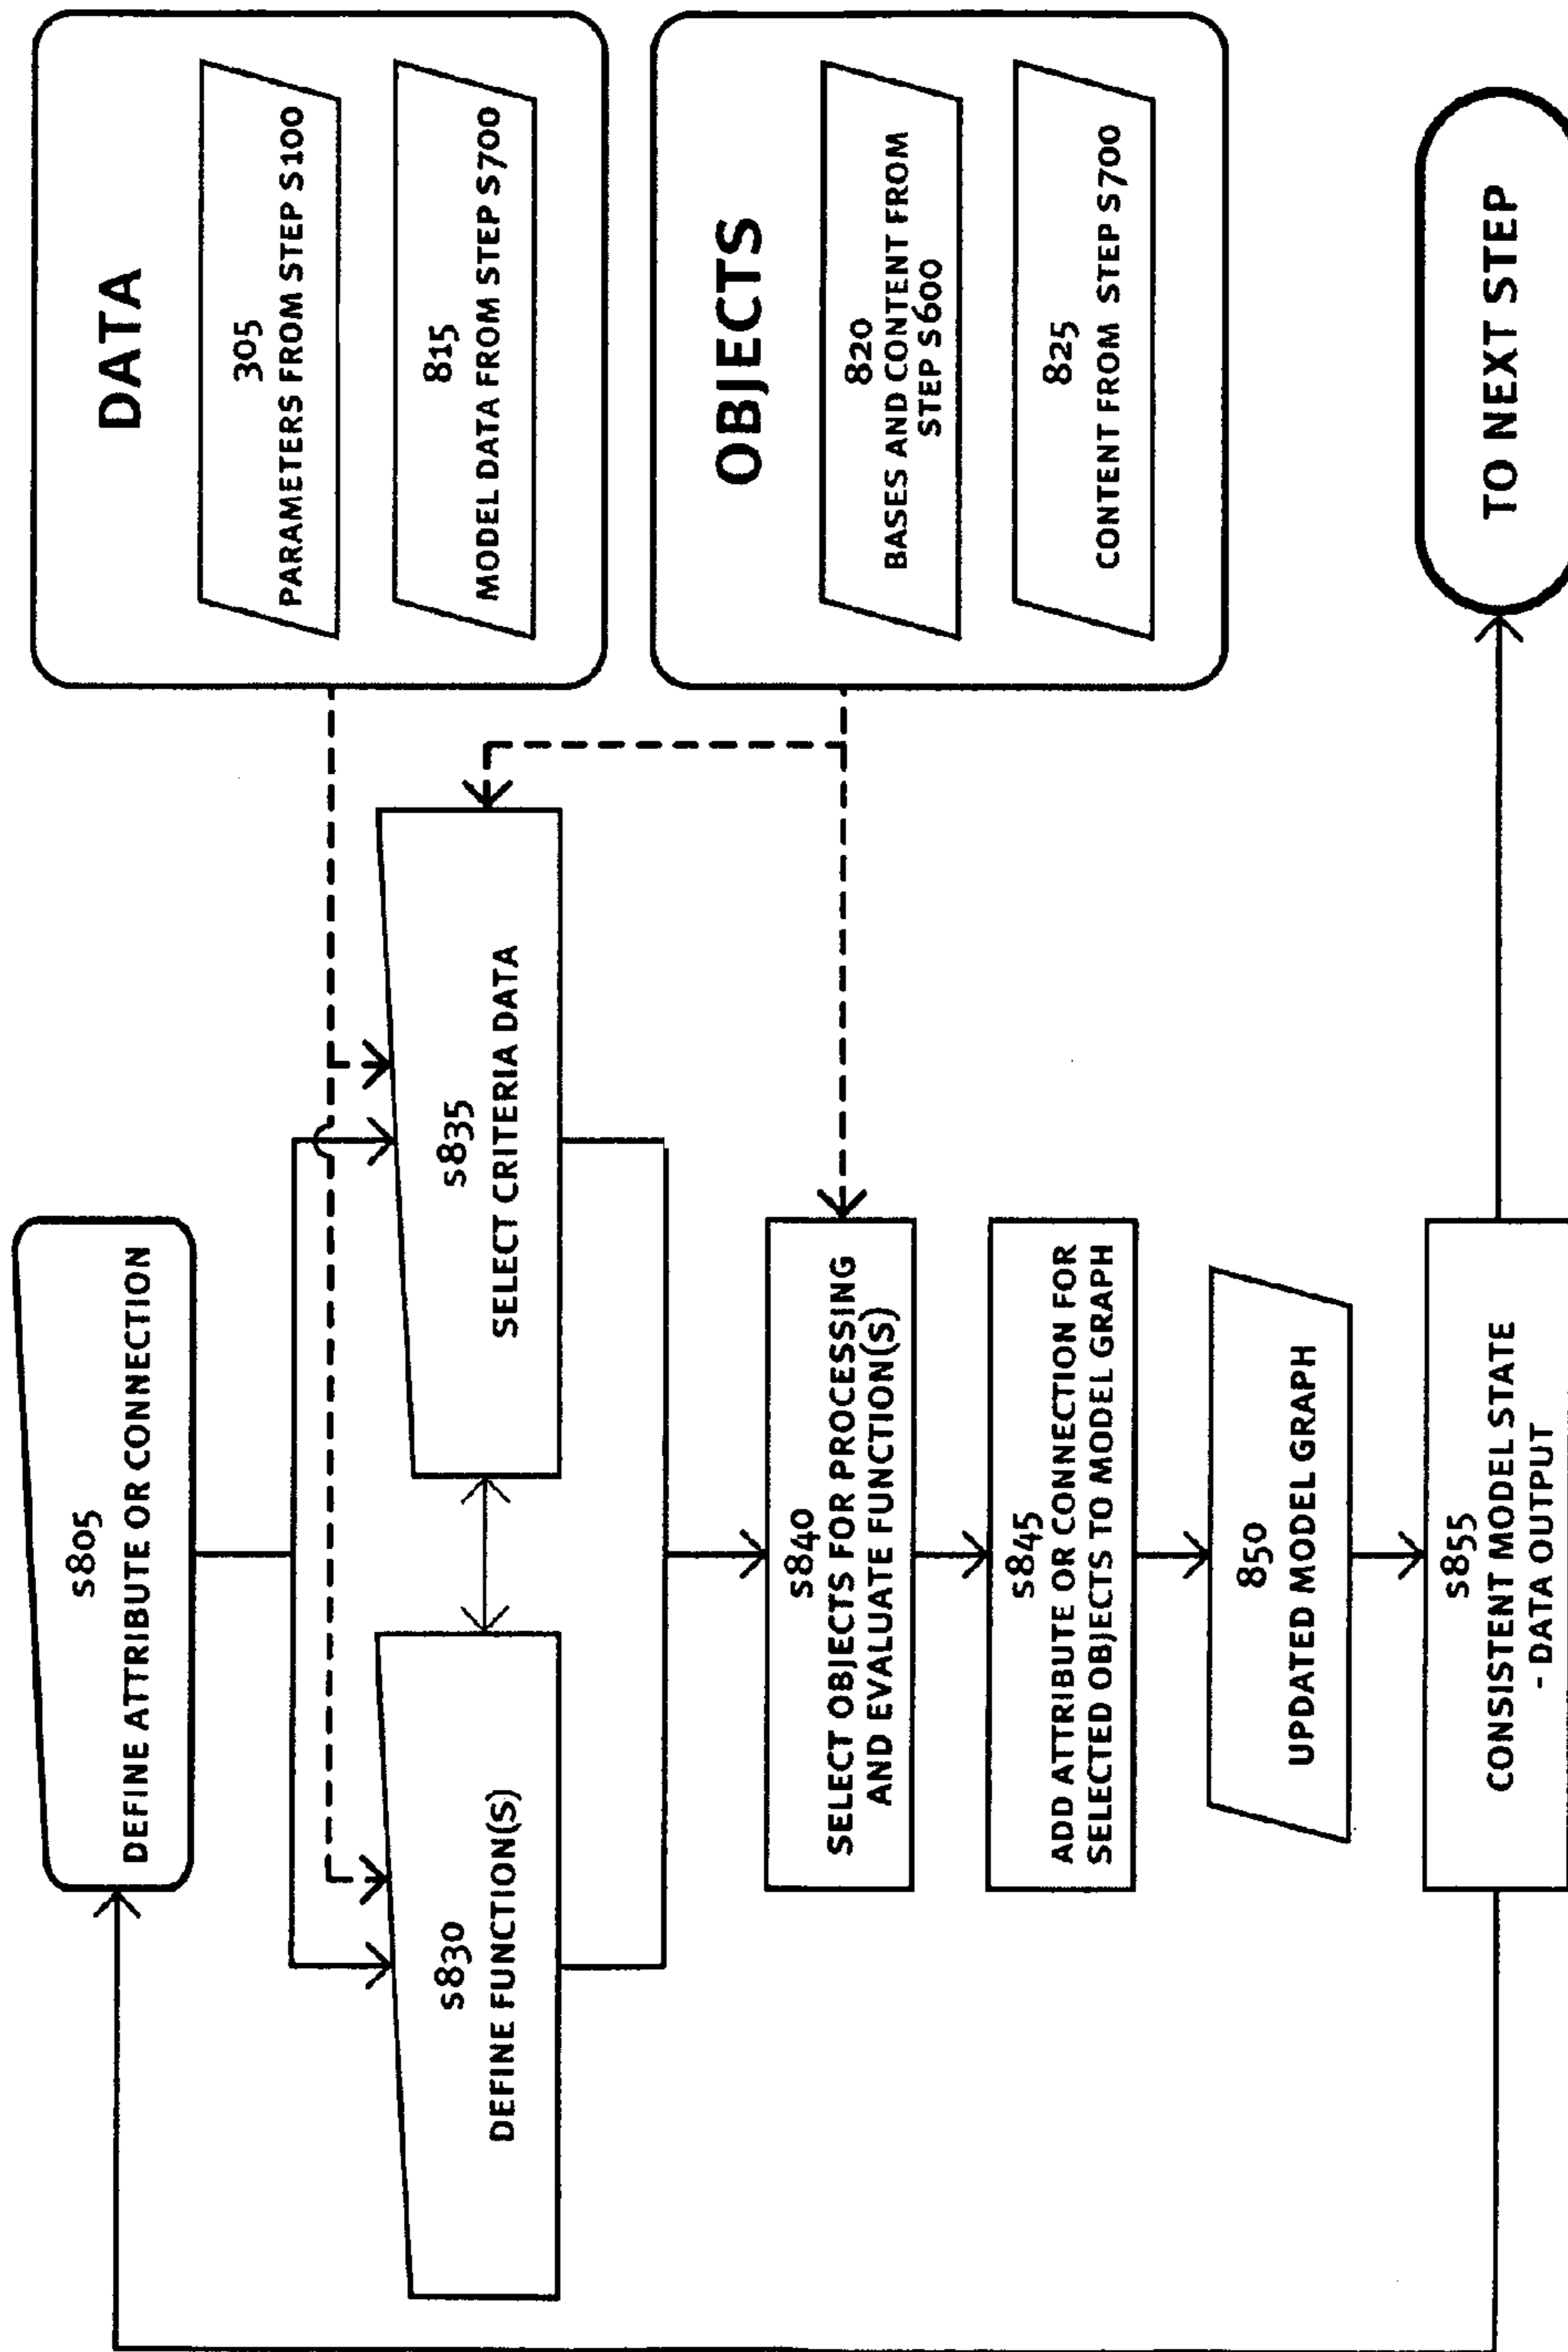 s805
DEFINE ATTRIBUTE OR CONNECTION
s830
DEFINE FUNCTION(S)
s835
SELECT CRITERIA DATA
s840
SELECT OBJECTS FOR PROCESSING
AND EVALUATE FUNCTION(S)
s845
ADD ATTRIBUTE OR CONNECTION FOR
SELECTED OBJECTS TO MODEL GRAPH
850
UPDATED MODEL GRAPH
s855
CONSISTENT MODEL STATE
- DATA OUTPUT
DATA
305
PARAMETERS FROM STEP S100
815
MODEL DATA FROM STEP S700
OBJECTS
820
BASES AND CONTENT FROM
STEP S600
825
CONTENT FROM STEP S700
TO NEXT STEP